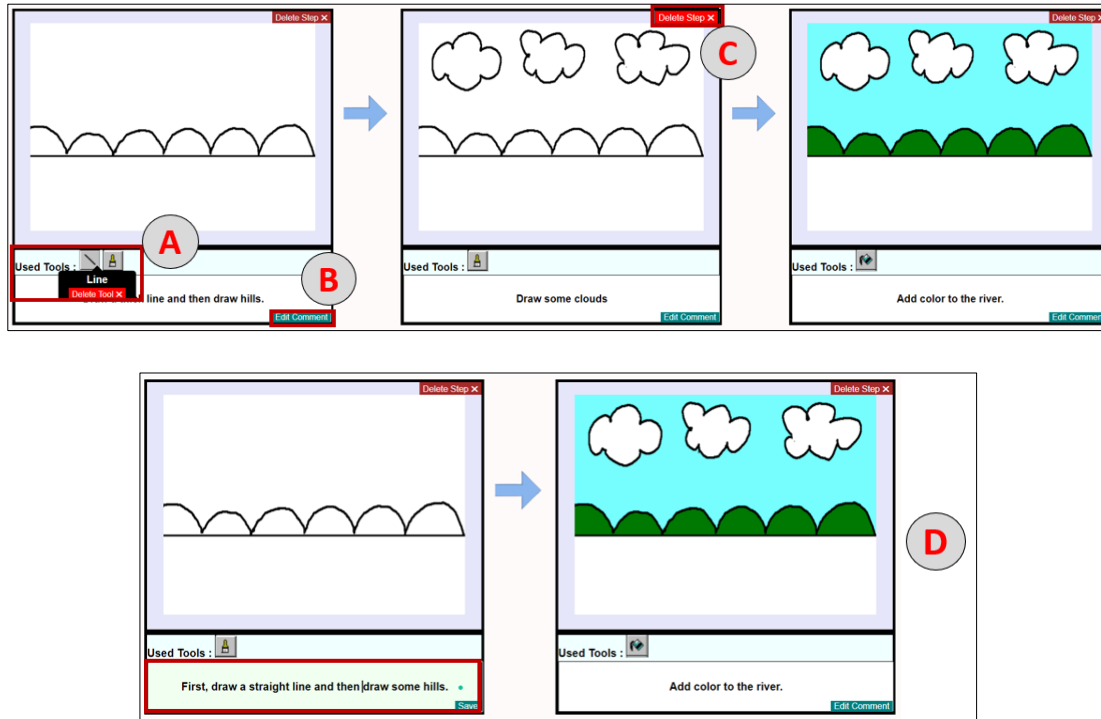 Delete Step ×
Delete Step ×
Delete Step ×
C
A
B
Used Tools :
Line
Delete Tool ×
line and then draw hills.
Edit Comment
Used Tools :
Draw some clouds
Edit Comment
Used Tools :
Add color to the river.
Edit Comment
Delete Step ×
Delete Step ×
D
Used Tools :
First, draw a straight line and then draw some hills.
Save
Used Tools :
Add color to the river.
Edit Comment